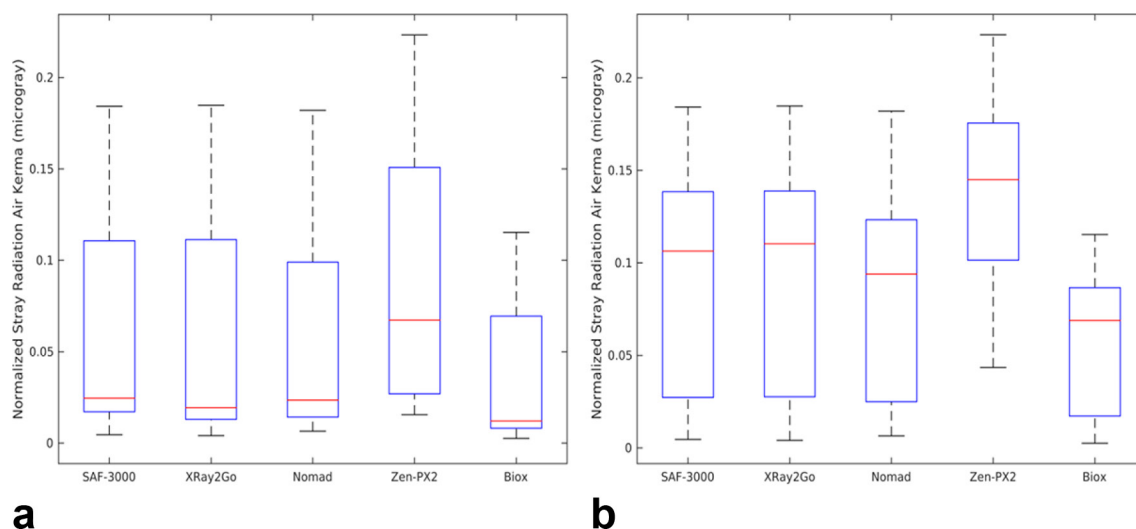 Normalized Stray Radiation Air Kerma (microgray)
0.2
0.15
0.1
0.05
0
SAF-3000 XRay2Go Nomad Zen-PX2 Biox
a
Normalized Stray Radiation Air Kerma (microgray)
0.2
0.15
0.1
0.05
0
SAF-3000 XRay2Go Nomad Zen-PX2 Biox
b